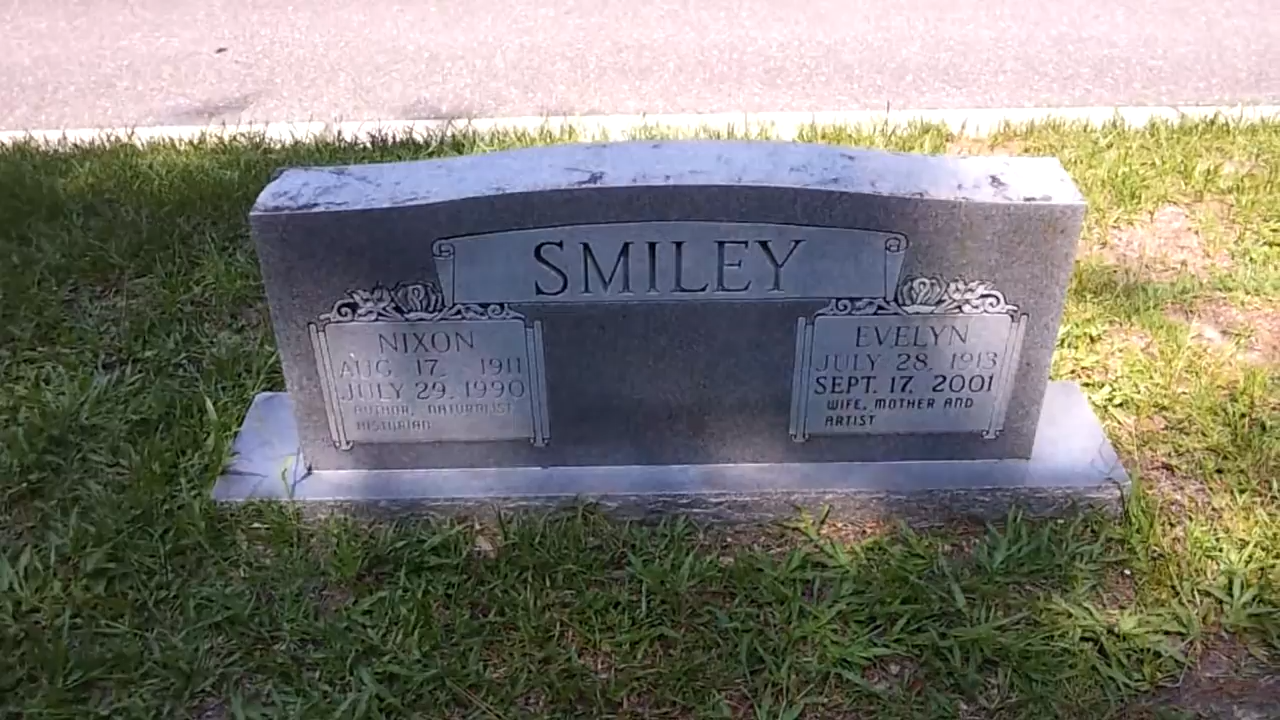 SMILEY
NIXON
AUG. 17, 1911
JULY 29, 1990
AUTHOR, NATURALIST
HISTORIAN
EVELYN
JULY 28, 1913
SEPT. 17, 2001
WIFE, MOTHER AND
ARTIST